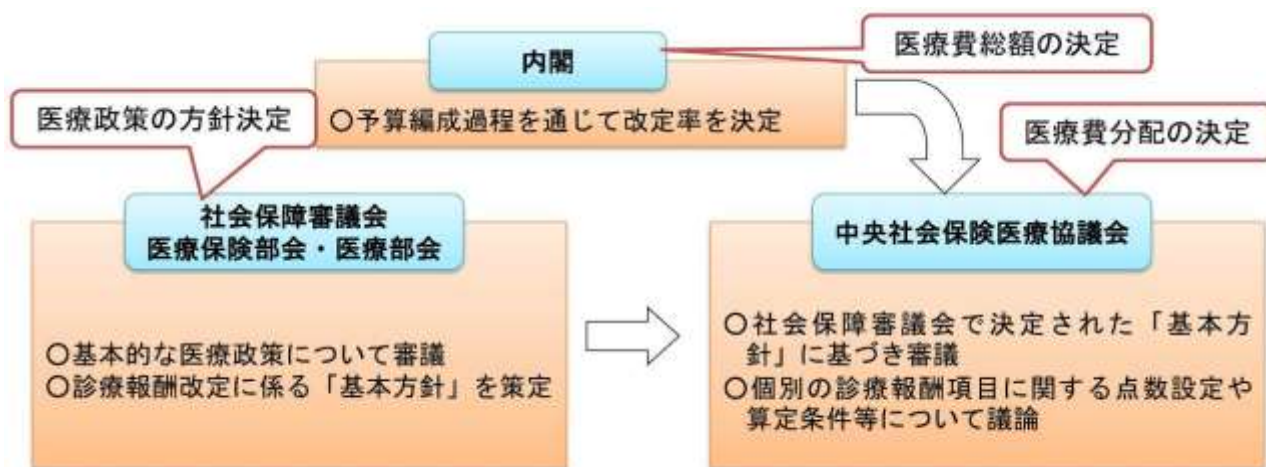 内閣
医療費総額の決定
○予算編成過程を通じて改定率を決定
医療政策の方針決定
医療費分配の決定
社会保障審議会
医療保険部会・医療部会
○基本的な医療政策について審議
○診療報酬改定に係る「基本方針」を策定
中央社会保険医療協議会
○社会保障審議会で決定された「基本方
針」に基づき審議
○個別の診療報酬項目に関する点数設定や
算定条件等について議論